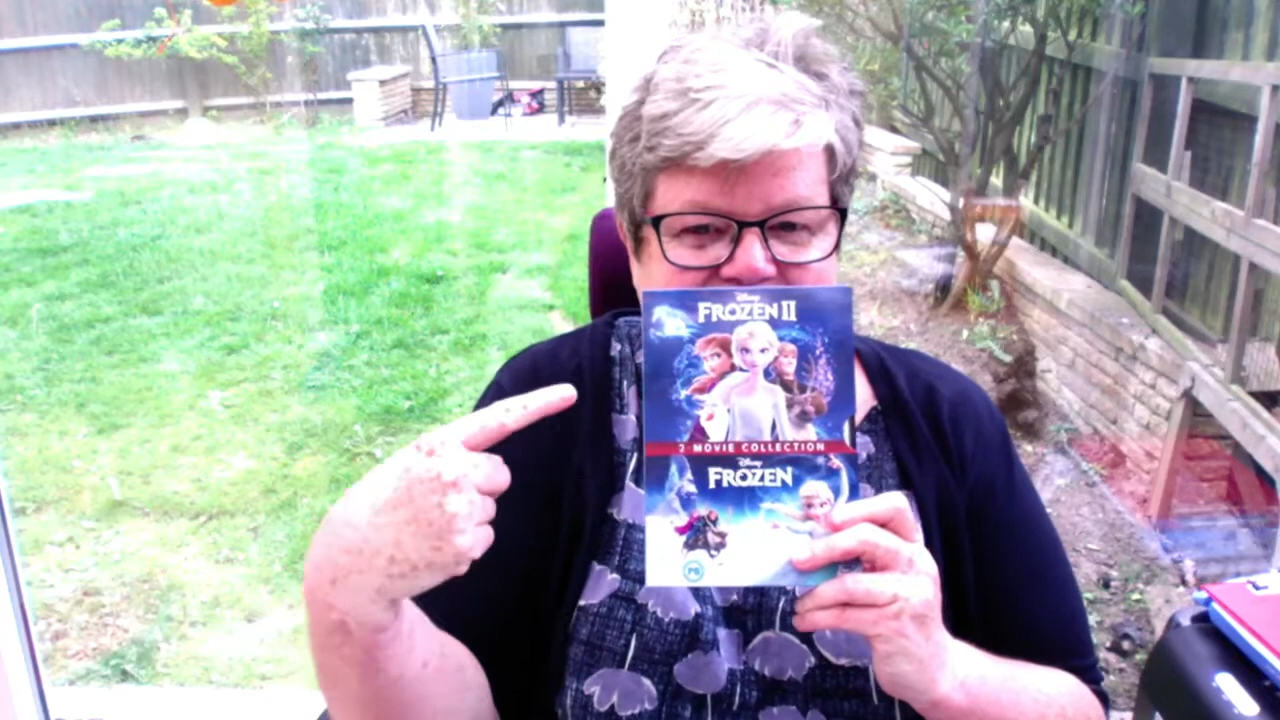 Disney
FROZEN II
2-MOVIE COLLECTION
Disney
FROZEN
PG